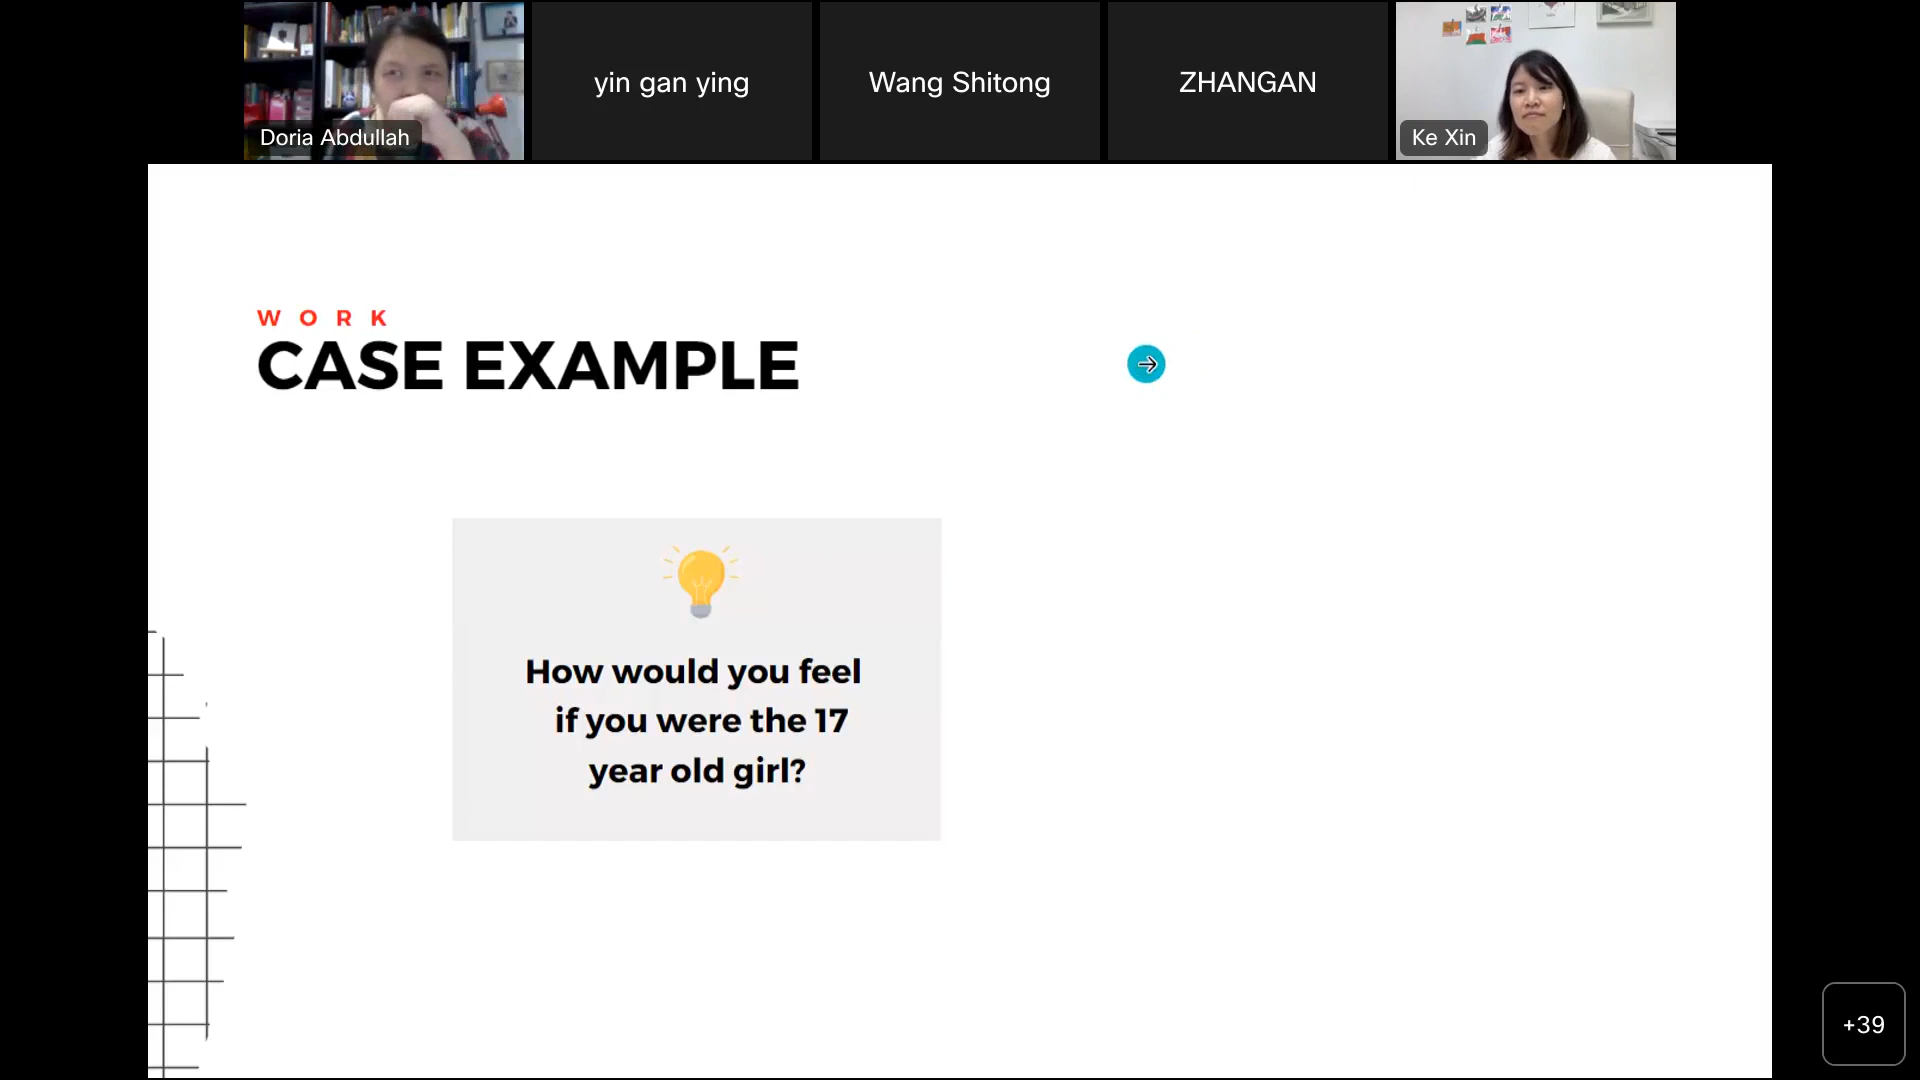 Doria Abdullah
yin gan ying
Wang Shitong
ZHANGAN
Ke Xin
WORK
CASE EXAMPLE
How would you feel
if you were the 17
year old girl?
+39